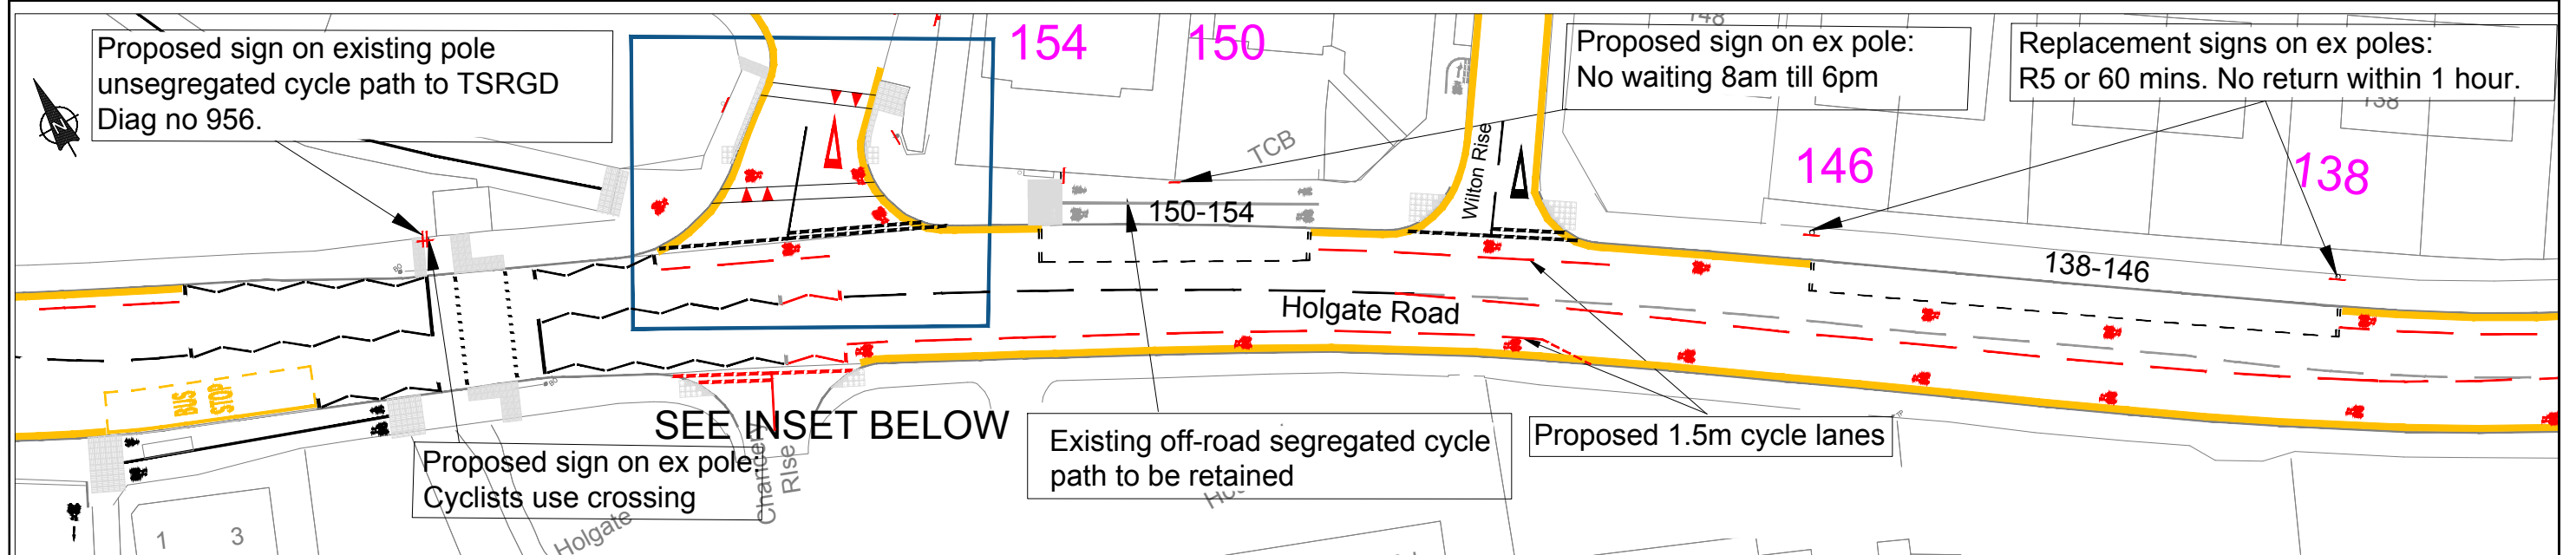 Proposed sign on existing pole
unsegregated cycle path to TSRGD
Diag no 956.
154
150
148
Proposed sign on ex pole:
No waiting 8am till 6pm
Replacement signs on ex poles:
R5 or 60 mins. No return within 1 hour.
138
N
TCB
Wilton Rise
146
138
150-154
138-146
Holgate Road
BUS
STOP
SEE INSET BELOW
Chancery
RIse
Proposed sign on ex pole:
Cyclists use crossing
Existing off-road segregated cycle
path to be retained
Proposed 1.5m cycle lanes
1
3
Holgate